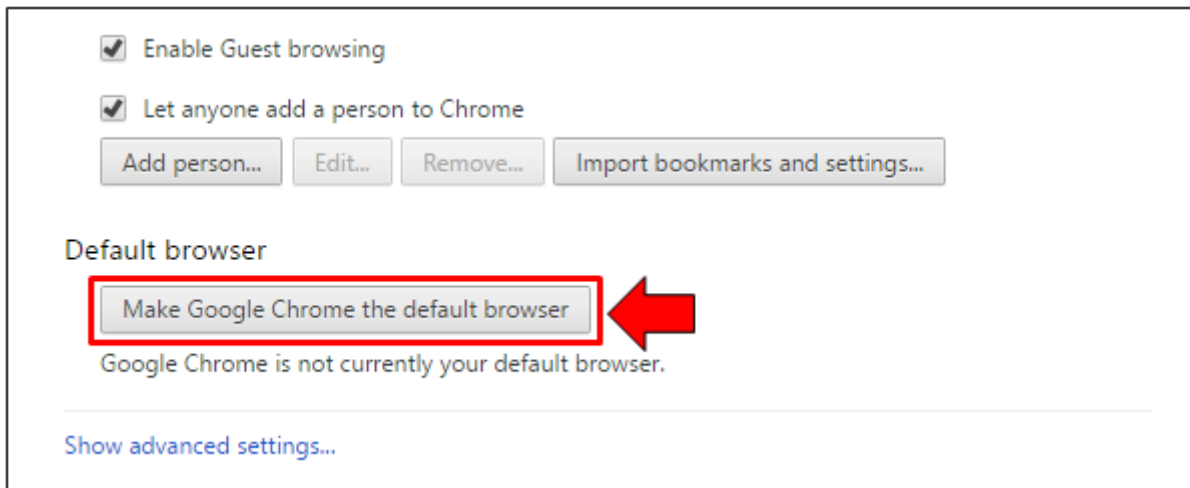 Enable Guest browsing
Let anyone add a person to Chrome
Add person... Edit... Remove... Import bookmarks and settings...
Default browser
Make Google Chrome the default browser
Google Chrome is not currently your default browser.
Show advanced settings...